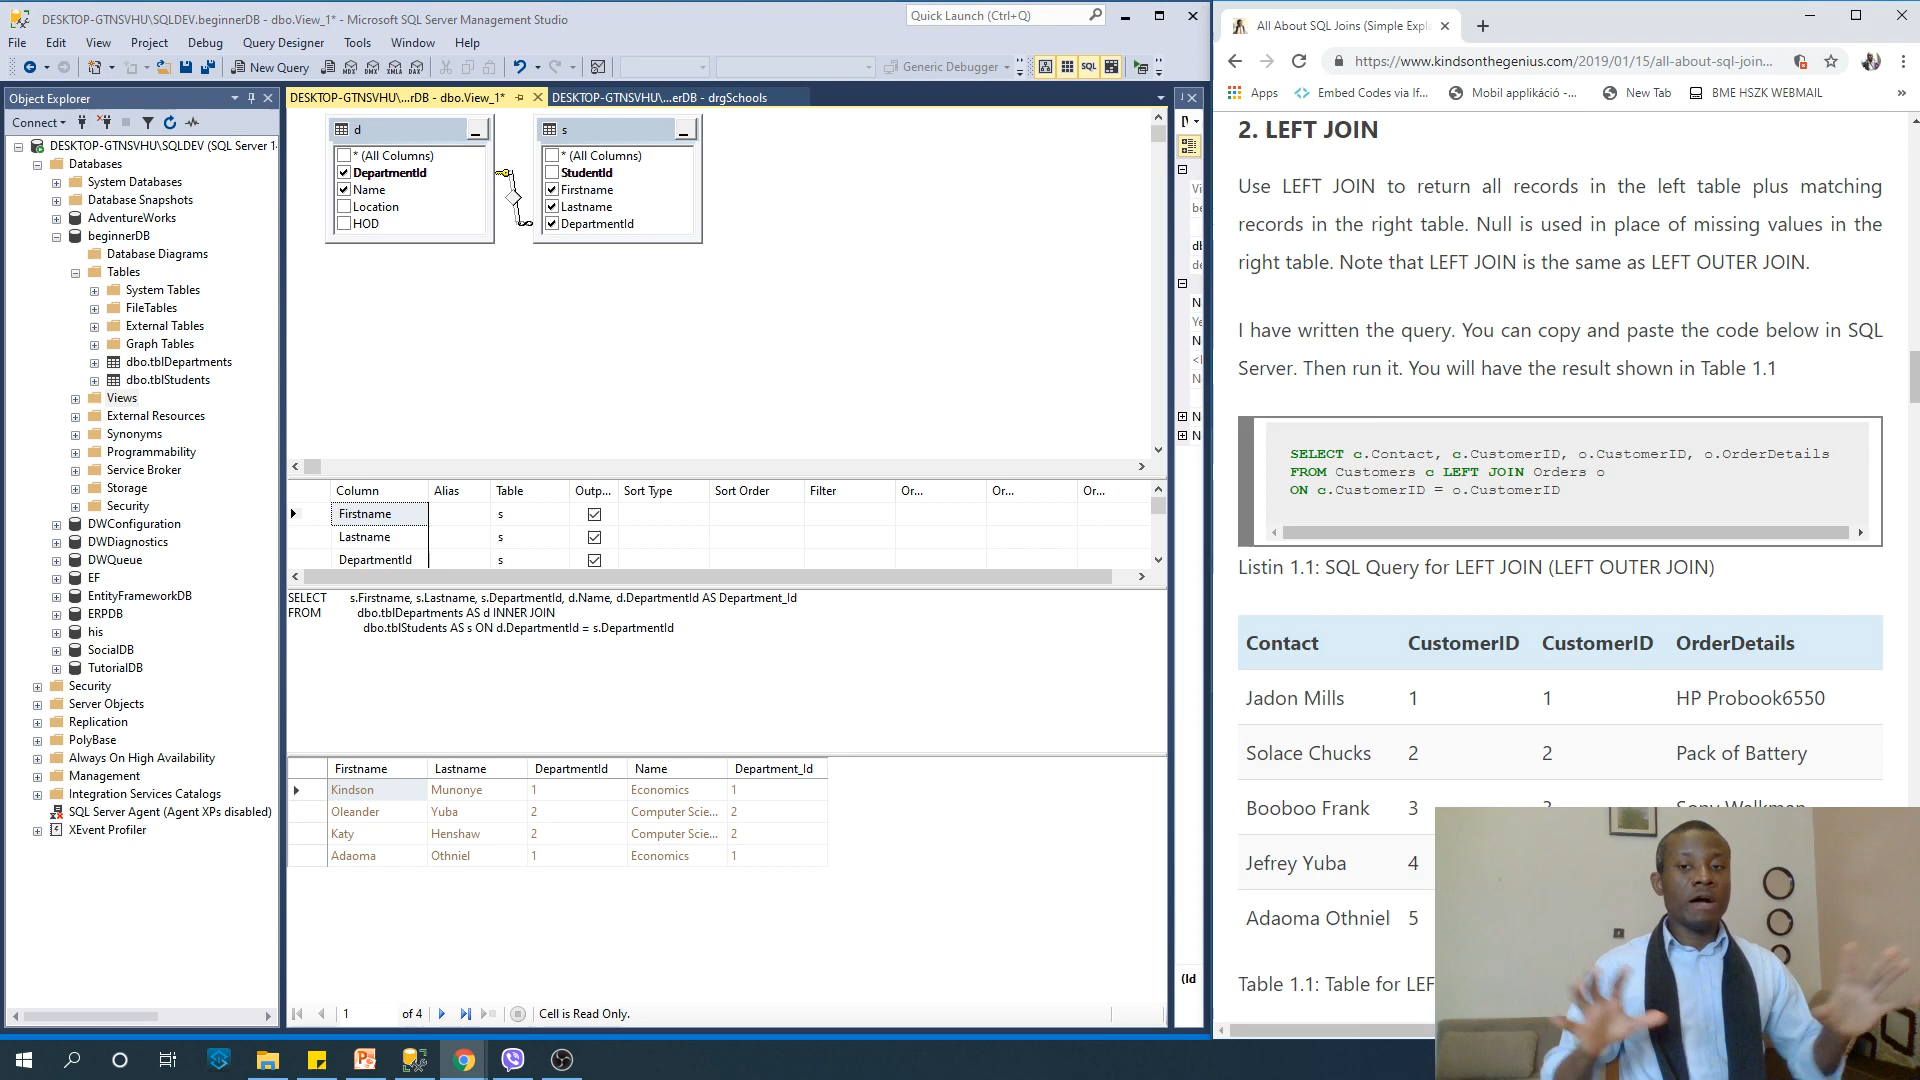 DESKTOP-GTNSVHU\SQLDEV.beginnerDB - dbo.View_1* - Microsoft SQL Server Management Studio
Quick Launch (Ctrl+Q)
File Edit View Project Debug Query Designer Tools Window Help
New Query
MDX DMX XMLA DAX
Generic Debugger
SQL
Object Explorer
Connect
DESKTOP-GTNSVHU\SQLDEV (SQL Server 1
Databases
System Databases
Database Snapshots
AdventureWorks
beginnerDB
Database Diagrams
Tables
System Tables
FileTables
External Tables
Graph Tables
dbo.tblDepartments
dbo.tblStudents
Views
External Resources
Synonyms
Programmability
Service Broker
Storage
Security
DWConfiguration
DWDiagnostics
DWQueue
EF
EntityFrameworkDB
ERPDB
his
SocialDB
TutorialDB
Security
Server Objects
Replication
PolyBase
Always On High Availability
Management
Integration Services Catalogs
SQL Server Agent (Agent XPs disabled)
XEvent Profiler
DESKTOP-GTNSVHU\...rDB - dbo.View_1*
DESKTOP-GTNSVHU\...erDB - drgSchools
d
* (All Columns)
DepartmentId
Name
Location
HOD
s
* (All Columns)
StudentId
Firstname
Lastname
DepartmentId
Column Alias Table Outp... Sort Type Sort Order Filter Or... Or... Or...
Firstname s
Lastname s
DepartmentId s
SELECT s.Firstname, s.Lastname, s.DepartmentId, d.Name, d.DepartmentId AS Department_Id
FROM dbo.tblDepartments AS d INNER JOIN
dbo.tblStudents AS s ON d.DepartmentId = s.DepartmentId
Firstname Lastname DepartmentId Name Department_Id
Kindson Munonye 1 Economics 1
Oleander Yuba 2 Computer Scie... 2
Katy Henshaw 2 Computer Scie... 2
Adaoma Othniel 1 Economics 1
1 of 4 Cell is Read Only.
Vi
be
db
de
N
Ye
N
<l
N
N
N
(Id
All About SQL Joins (Simple Expl
https://www.kindsonthegenius.com/2019/01/15/all-about-sql-join...
Apps Embed Codes via If... Mobil applikáció -... New Tab BME HSZK WEBMAIL »
2. LEFT JOIN
Use LEFT JOIN to return all records in the left table plus matching
records in the right table. Null is used in place of missing values in the
right table. Note that LEFT JOIN is the same as LEFT OUTER JOIN.
I have written the query. You can copy and paste the code below in SQL
Server. Then run it. You will have the result shown in Table 1.1
SELECT c.Contact, c.CustomerID, o.CustomerID, o.OrderDetails
FROM Customers c LEFT JOIN Orders o
ON c.CustomerID = o.CustomerID
Listin 1.1: SQL Query for LEFT JOIN (LEFT OUTER JOIN)
Contact CustomerID CustomerID OrderDetails
Jadon Mills 1 1 HP Probook6550
Solace Chucks 2 2 Pack of Battery
Booboo Frank 3 3 Sony Walkman
Jefrey Yuba 4
Adaoma Othniel 5
Table 1.1: Table for LEF